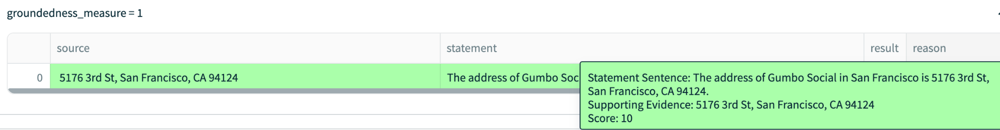 groundedness_measure = 1
source statement result reason
0 5176 3rd St, San Francisco, CA 94124 The address of Gumbo Soc
Statement Sentence: The address of Gumbo Social in San Francisco is 5176 3rd St,
San Francisco, CA 94124.
Supporting Evidence: 5176 3rd St, San Francisco, CA 94124
Score: 10